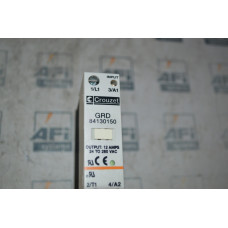 INPUT
1/L1 3/A1
Crouzet
GRD
84130150
OUTPUT: 12 AMPS
24 TO 280 VAC
2/T1 4/A2
AFI